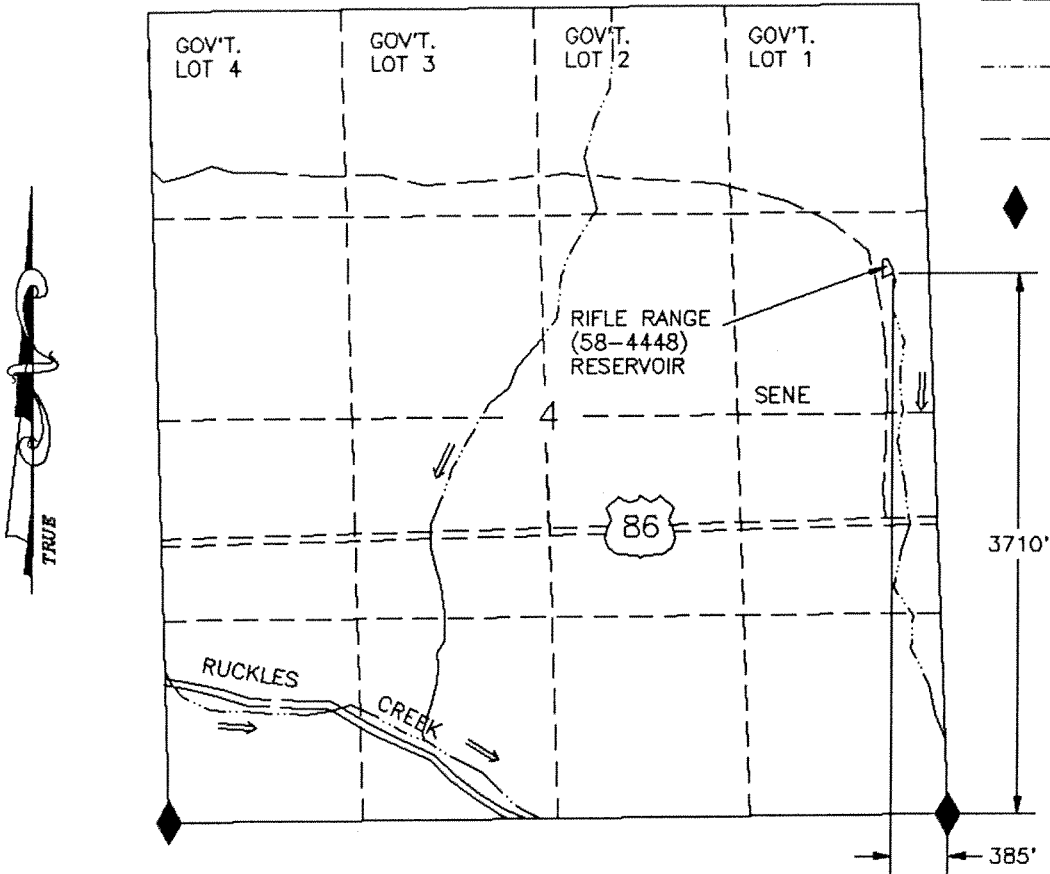 GOV'T.
LOT 4
GOV'T.
LOT 3
GOV'T.
LOT 2
GOV'T.
LOT 1
RIFLE RANGE
(58-4448)
RESERVOIR
SENE
4
86
TRUE
3710'
RUCKLES
CREEK
385'